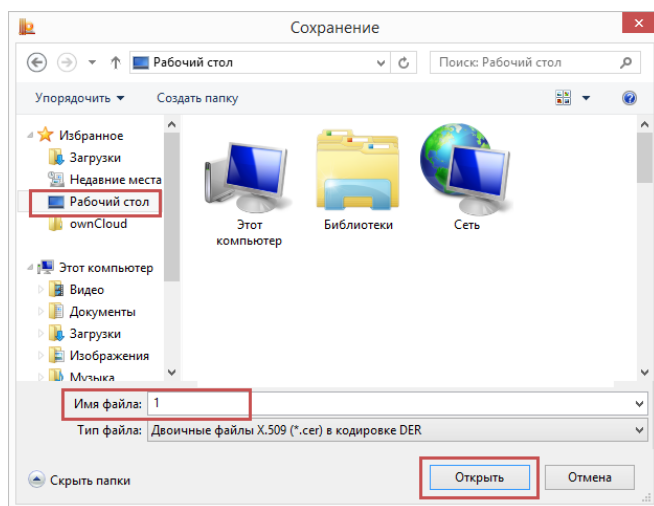 Сохранение
Рабочий стол
Поиск: Рабочий стол
Упорядочить
Создать папку
Избранное
Загрузки
Недавние места
Рабочий стол
ownCloud
Этот компьютер
Видео
Документы
Загрузки
Изображения
Музыка
Этот
компьютер
Библиотеки
Сеть
Имя файла: 1
Тип файла: Двоичные файлы X.509 (*.cer) в кодировке DER
Скрыть папки
Открыть
Отмена